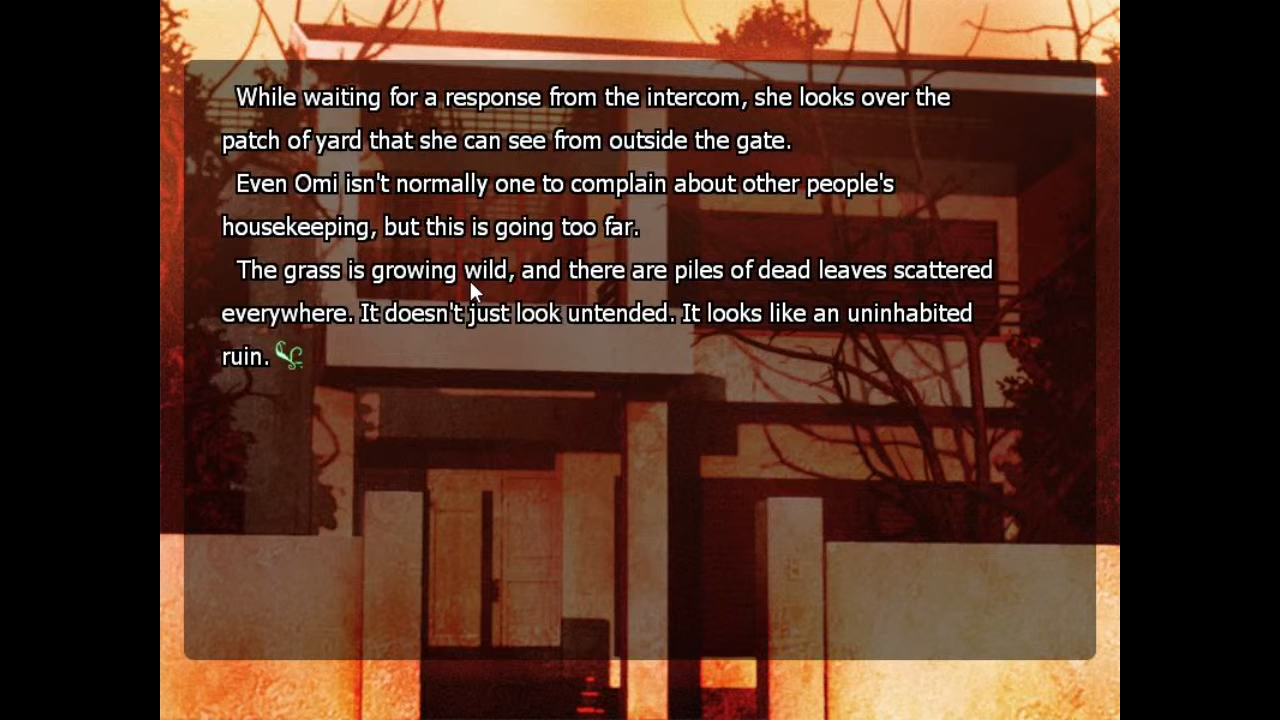 While waiting for a response from the intercom, she looks over the
patch of yard that she can see from outside the gate.
Even Omi isn't normally one to complain about other people's
housekeeping, but this is going too far.
The grass is growing wild, and there are piles of dead leaves scattered
everywhere. It doesn't just look untended. It looks like an uninhabited
ruin.